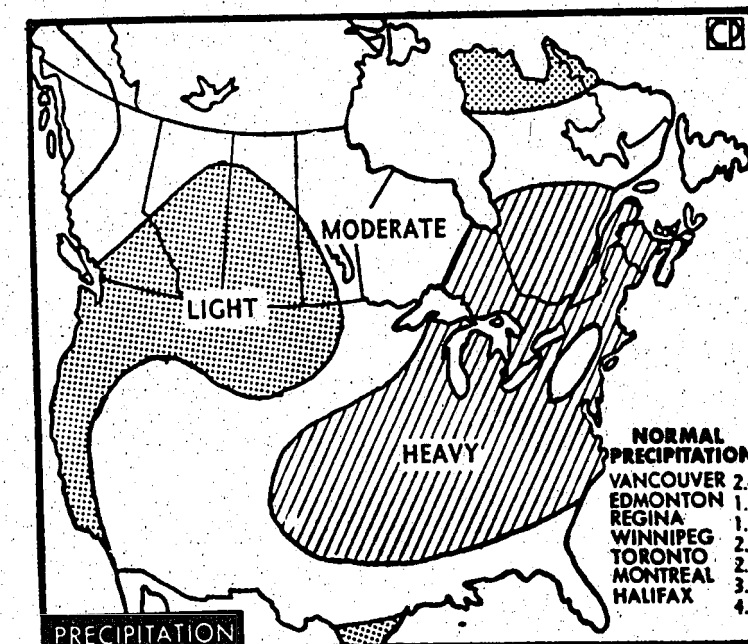 CP
MODERATE
LIGHT
HEAVY
NORMAL
PRECIPITATION
VANCOUVER 2.
EDMONTON 1.
REGINA 1.
WINNIPEG 2.
TORONTO 2.
MONTREAL 3.
HALIFAX 4.
PRECIPITATION